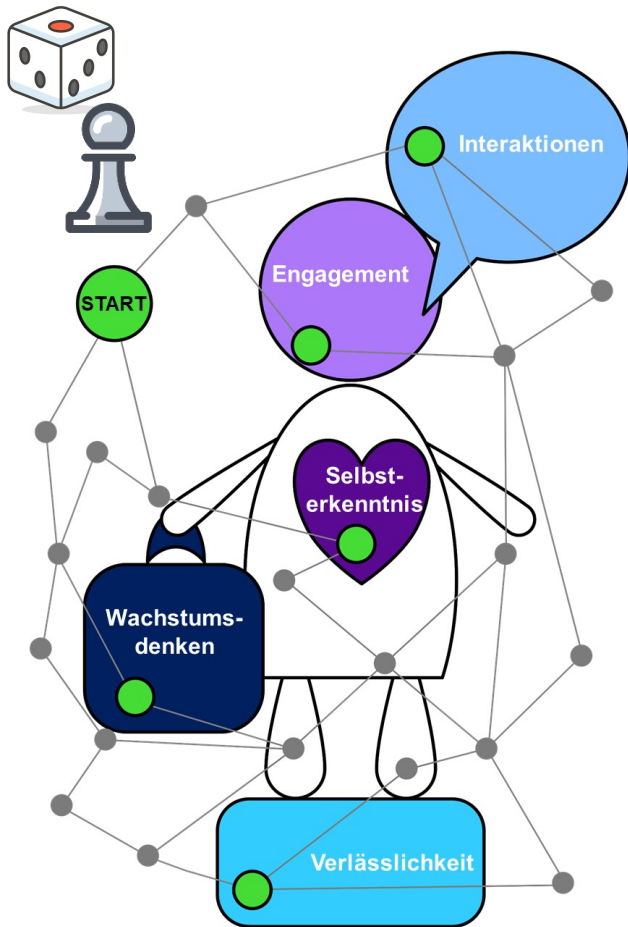 Interaktionen
Engagement
START
Selbst-
erkenntnis
Wachstums-
denken
Verlässlichkeit